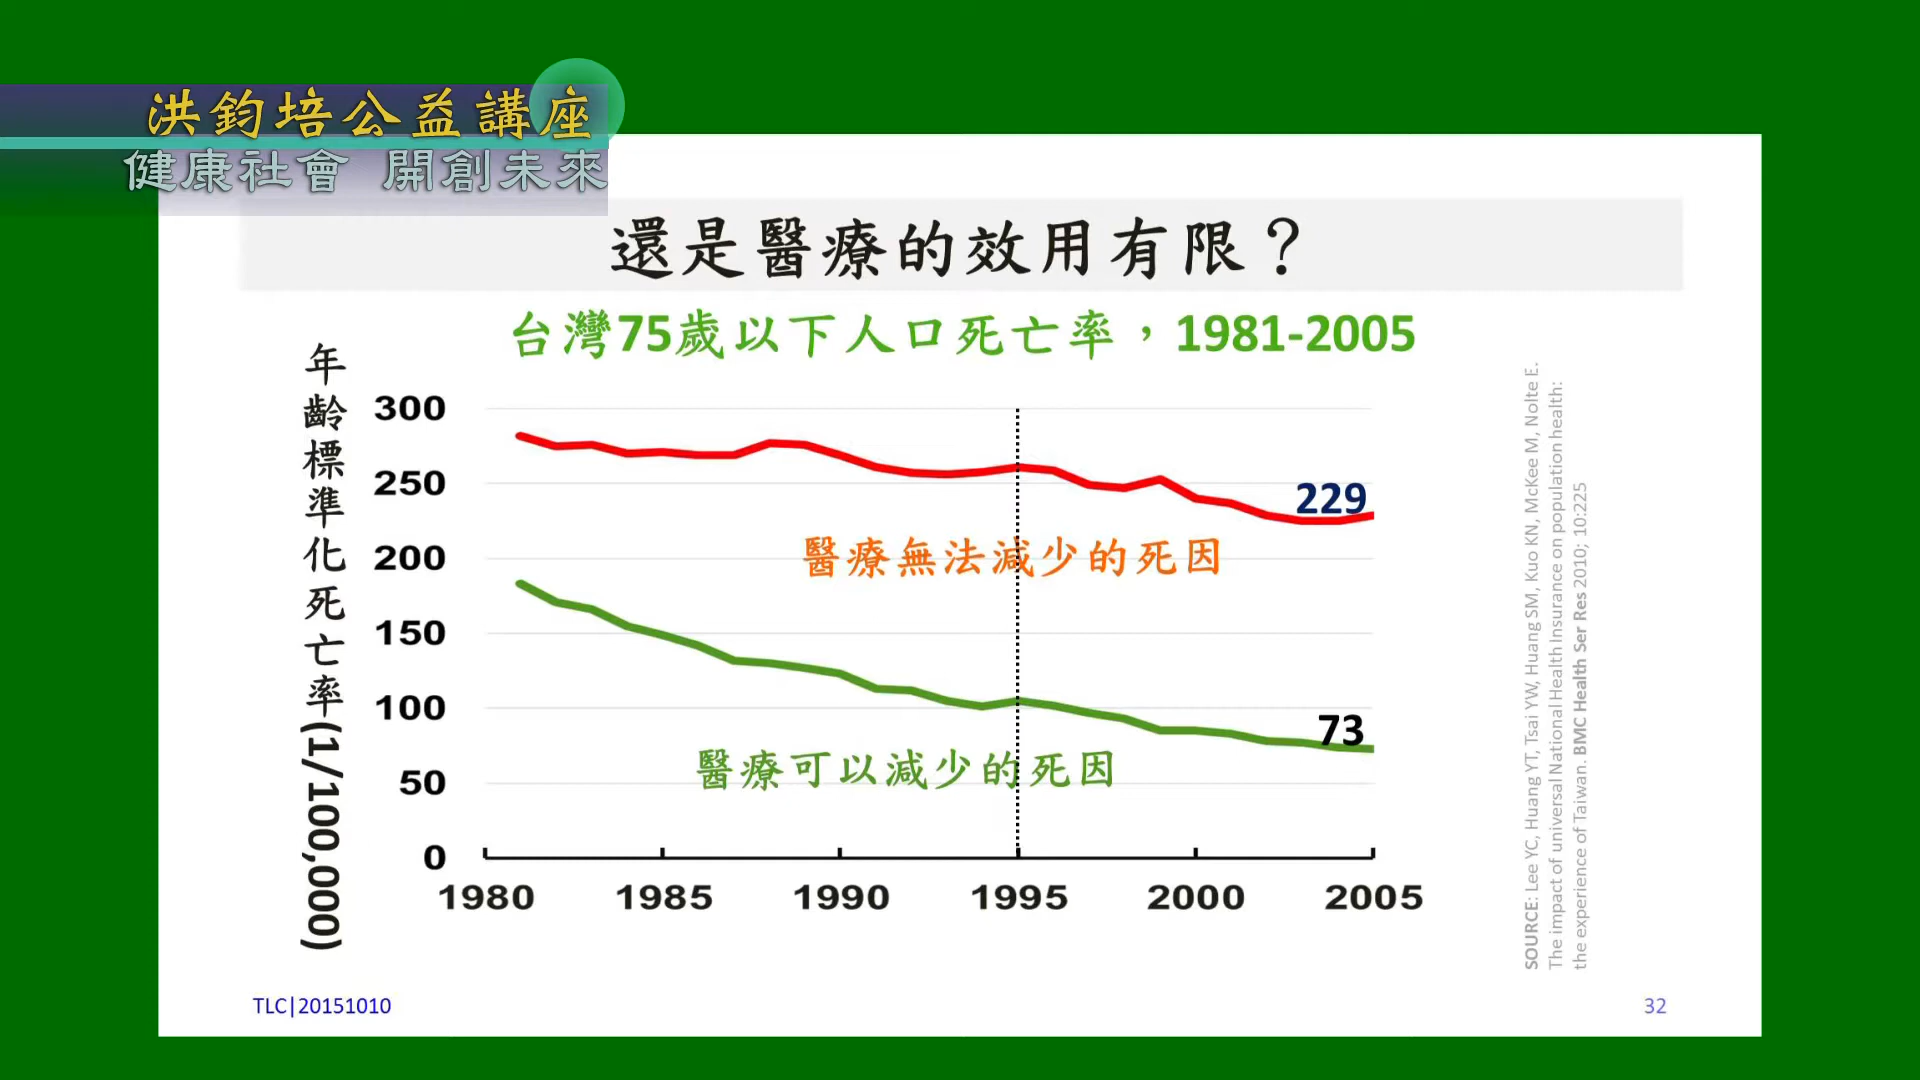 洪鈞培公益講座
健康社會 開創未來
還是醫療的效用有限？
台灣75歲以下人口死亡率，1981-2005
年齡標準化死亡率(1/100,000)
300
250
200
150
100
50
0
229
醫療無法減少的死因
73
醫療可以減少的死因
1980 1985 1990 1995 2000 2005
SOURCE: Lee YC, Huang YT, Tsai YW, Huang SM, Kuo KN, McKee M, Nolte E.
The impact of universal National Health Insurance on population health:
the experience of Taiwan. BMC Health Ser Res 2010; 10:225
TLC|20151010
32